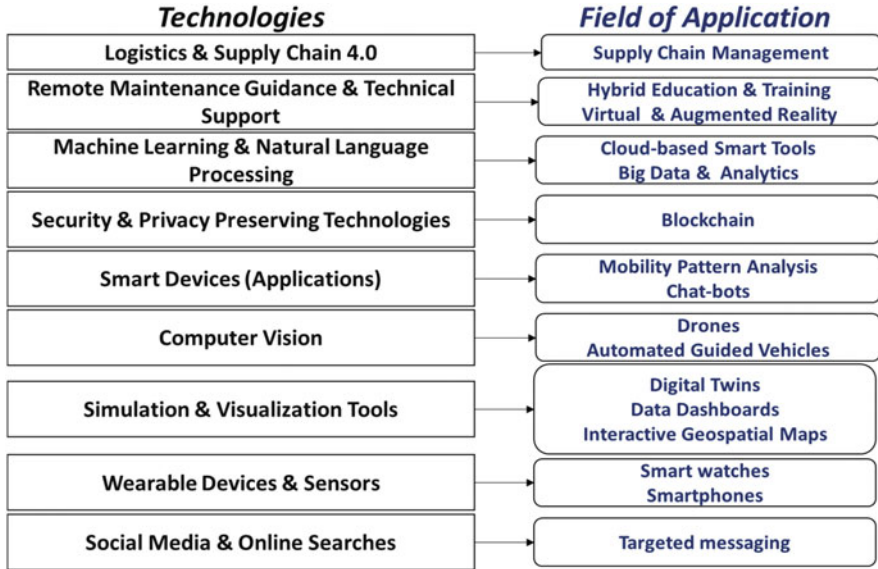 Technologies
Field of Application
Logistics & Supply Chain 4.0
Supply Chain Management
Remote Maintenance Guidance & Technical
Support
Hybrid Education & Training
Virtual & Augmented Reality
Machine Learning & Natural Language
Processing
Cloud-based Smart Tools
Big Data & Analytics
Security & Privacy Preserving Technologies
Blockchain
Smart Devices (Applications)
Mobility Pattern Analysis
Chat-bots
Computer Vision
Drones
Automated Guided Vehicles
Simulation & Visualization Tools
Digital Twins
Data Dashboards
Interactive Geospatial Maps
Wearable Devices & Sensors
Smart watches
Smartphones
Social Media & Online Searches
Targeted messaging